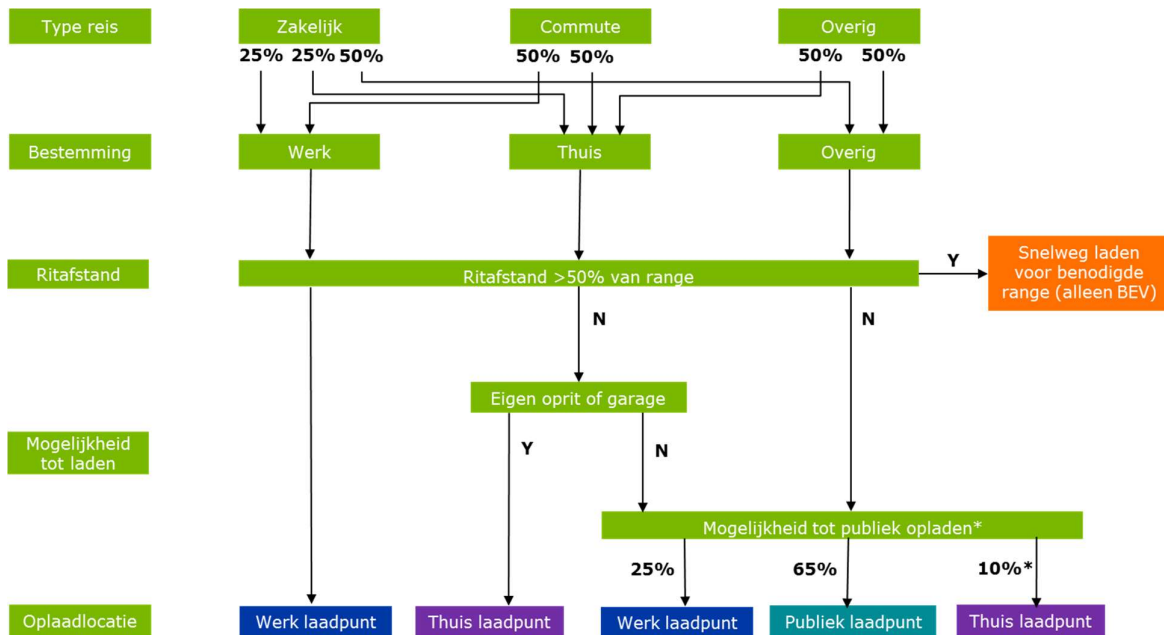 Type reis
Zakelijk
Commute
Overig
25%
25%
50%
50%
50%
50%
50%
Bestemming
Werk
Thuis
Overig
Ritafstand
Ritafstand >50% van range
Y
Snelweg laden
voor benodigde
range (alleen BEV)
N
N
Eigen oprit of garage
Mogelijkheid
tot laden
Y
N
Mogelijkheid tot publiek opladen*
25%
65%
10%*
Oplaadlocatie
Werk laadpunt
Thuis laadpunt
Werk laadpunt
Publiek laadpunt
Thuis laadpunt